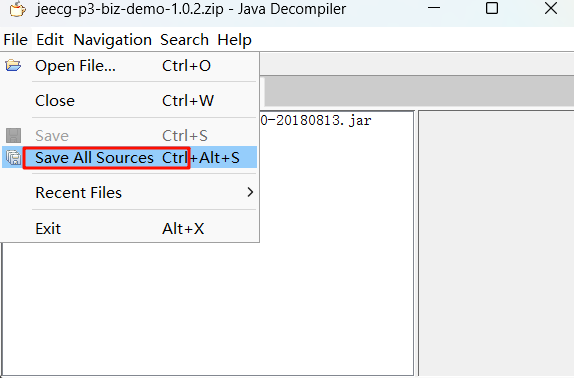 jeecg-p3-biz-demo-1.0.2.zip - Java Decompiler
File Edit Navigation Search Help
Open File... Ctrl+O
Close Ctrl+W
0-20180813.jar
Save Ctrl+S
Save All Sources Ctrl+Alt+S
Recent Files
Exit Alt+X